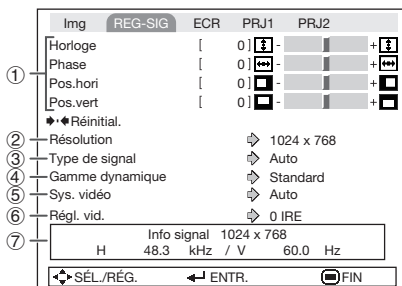 Img REG-SIG ECR PRJ1 PRJ2
① Horloge [ 0 ] - +
Phase [ 0 ] - +
Pos.hori [ 0 ] - +
Pos.vert [ 0 ] - +
Réinitial.
② Résolution 1024 x 768
③ Type de signal Auto
④ Gamme dynamique Standard
⑤ Sys. vidéo Auto
⑥ Régl. vid. 0 IRE
⑦ Info signal 1024 x 768
H 48.3 kHz / V 60.0 Hz
SÉL./RÉG. ENTR. FIN